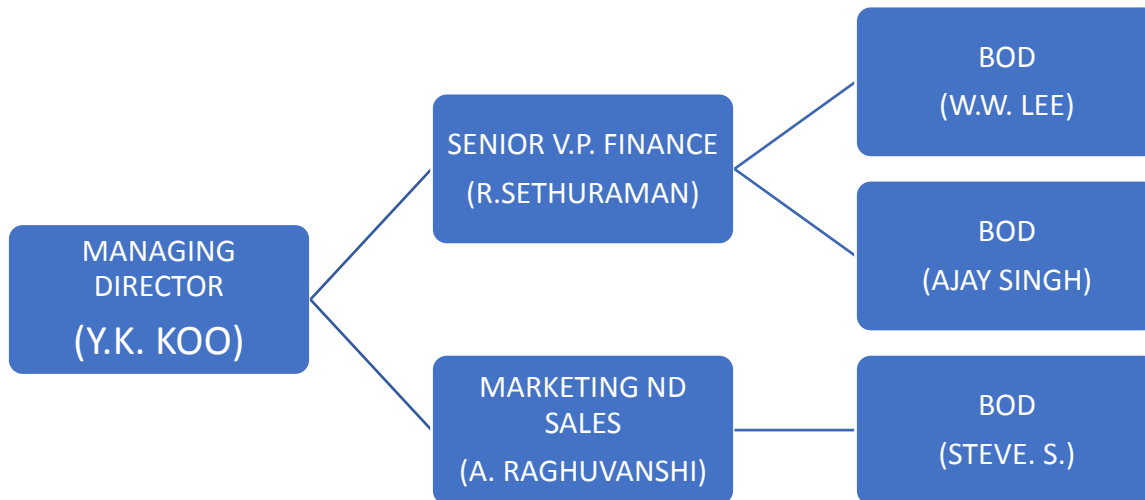 MANAGING
DIRECTOR
(Y.K. KOO)
SENIOR V.P. FINANCE
(R.SETHURAMAN)
BOD
(W.W. LEE)
BOD
(AJAY SINGH)
MARKETING ND
SALES
(A. RAGHUVANSHI)
BOD
(STEVE. S.)